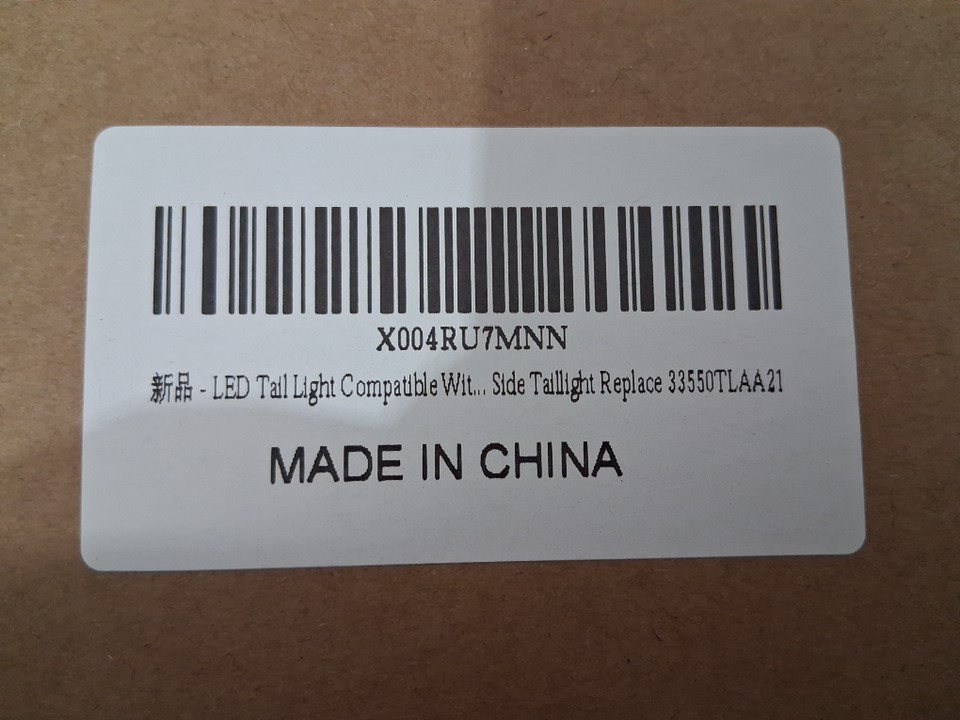 X004RU7MNN
新品 - LED Tail Light Compatible Wit... Side Taillight Replace 33550TLAA21
MADE IN CHINA